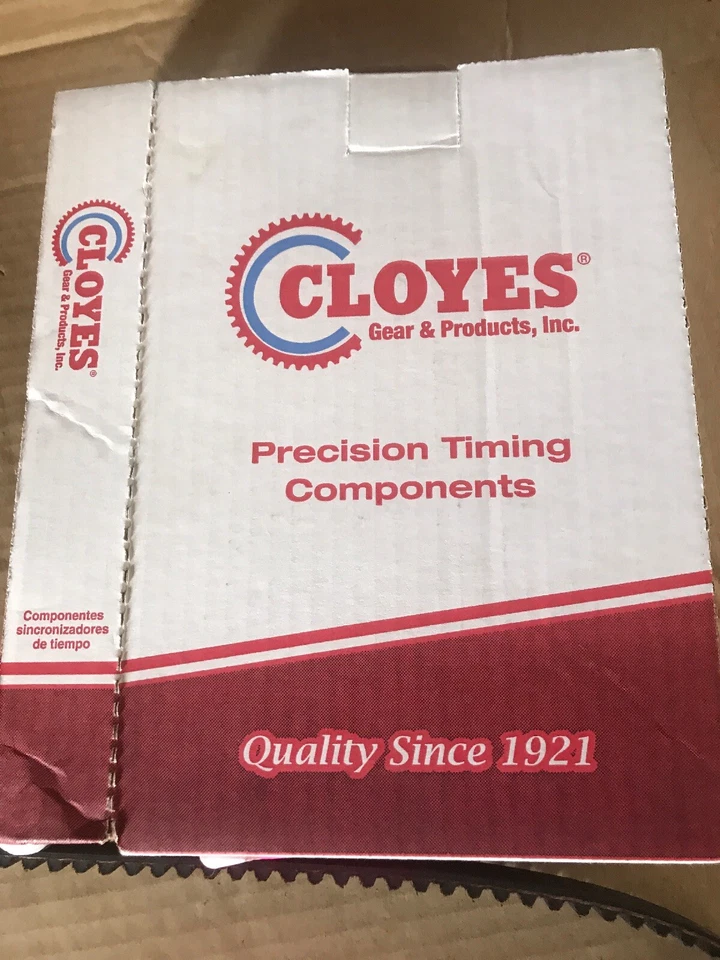 CLOYES®
Gear & Products, Inc.
Precision Timing
Components
Quality Since 1921
CLOYES®
Gear & Products, Inc.
Componentes
sincronizadores
de tiempo